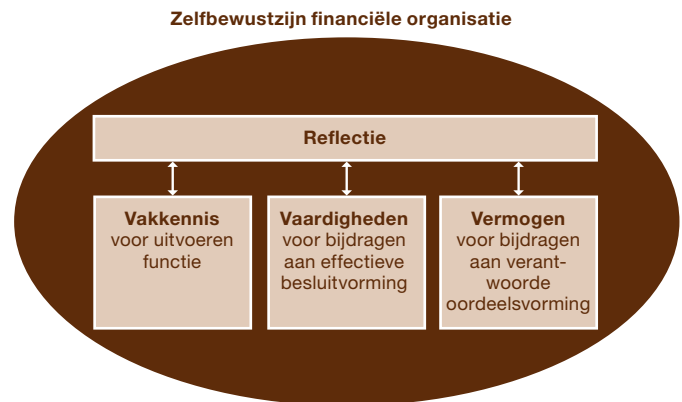 Zelfbewustzijn financiële organisatie
Reflectie
Vakkennis
voor uitvoeren
functie
Vaardigheden
voor bijdragen
aan effectieve
besluitvorming
Vermogen
voor bijdragen
aan verant-
woorde
oordeelsvorming